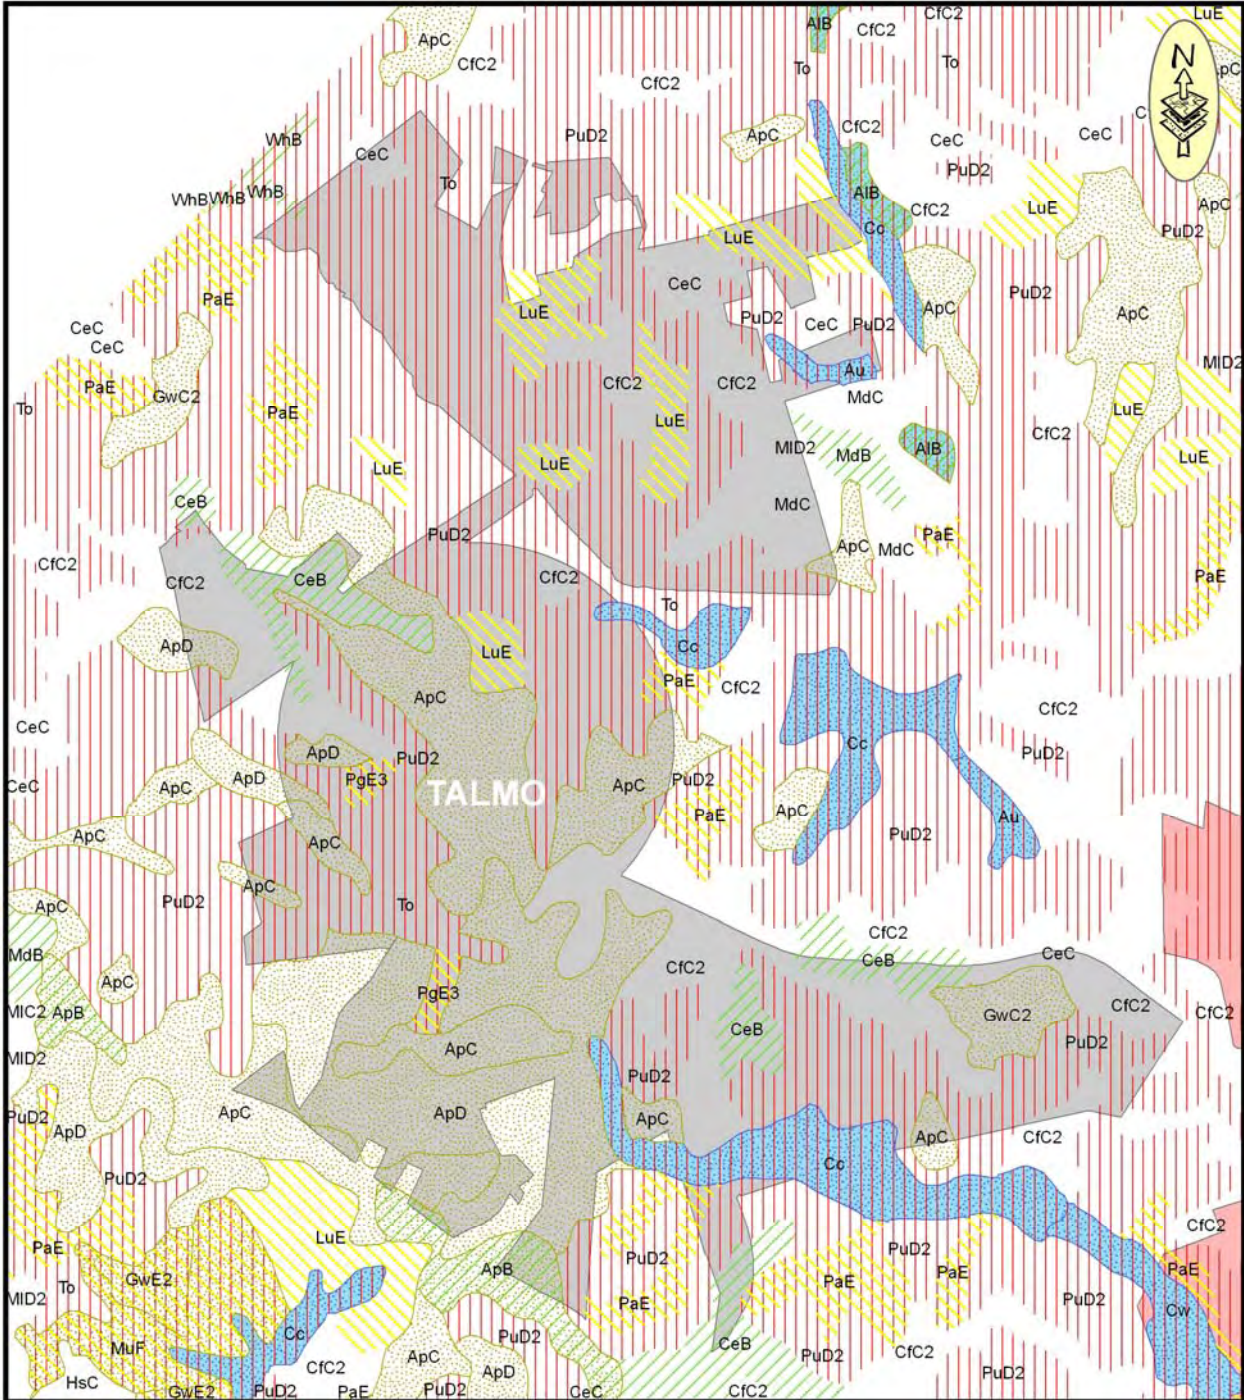 AlB
CfC2
CfC2
LuE
ApC
CfC2
To
To
CfC2
N
pC
WhB
CeC
PuD2
ApC
CfC2
CeC
CeC
C
To
PuD2
WhB
WhB
WhB
AlB
CfC2
LuE
ApC
LuE
Cc
PuD2
PaE
CeC
PuD2
LuE
PuD2
CeC
PuD2
ApC
ApC
CeC
CeC
PaE
GwC2
CfC2
CfC2
Au
MlD2
To
PaE
MdC
LuE
LuE
CfC2
LuE
LuE
MlD2
MdB
AlB
LuE
CeB
MdC
PuD2
PaE
CfC2
CfC2
CeB
CfC2
ApC
MdC
PaE
To
ApD
LuE
Cc
PaE
CfC2
ApC
CfC2
CeC
Cc
PuD2
ApD
PuD2
CeC
ApC
ApD
PgE3
TALMO
ApC
PuD2
PaE
ApC
Au
ApC
ApC
PuD2
ApC
PuD2
To
ApC
CfC2
MdB
CeB
CeC
ApC
PgE3
CfC2
MlC2
ApB
CeB
GwC2
CfC2
CfC2
MlD2
ApC
PuD2
PuD2
PuD2
ApC
ApD
ApC
ApC
CfC2
ApD
PuD2
Cc
PaE
LuE
PuD2
PuD2
CfC2
GwE2
ApB
PaE
PaE
To
PaE
PaE
MlD2
PuD2
Cw
Cc
MuF
PuD2
CeB
CfC2
HsC
CfC2
ApC
ApD
PuD2
PuD2
GwE2
PuD2
PaE
PuD2
CeC
CfC2